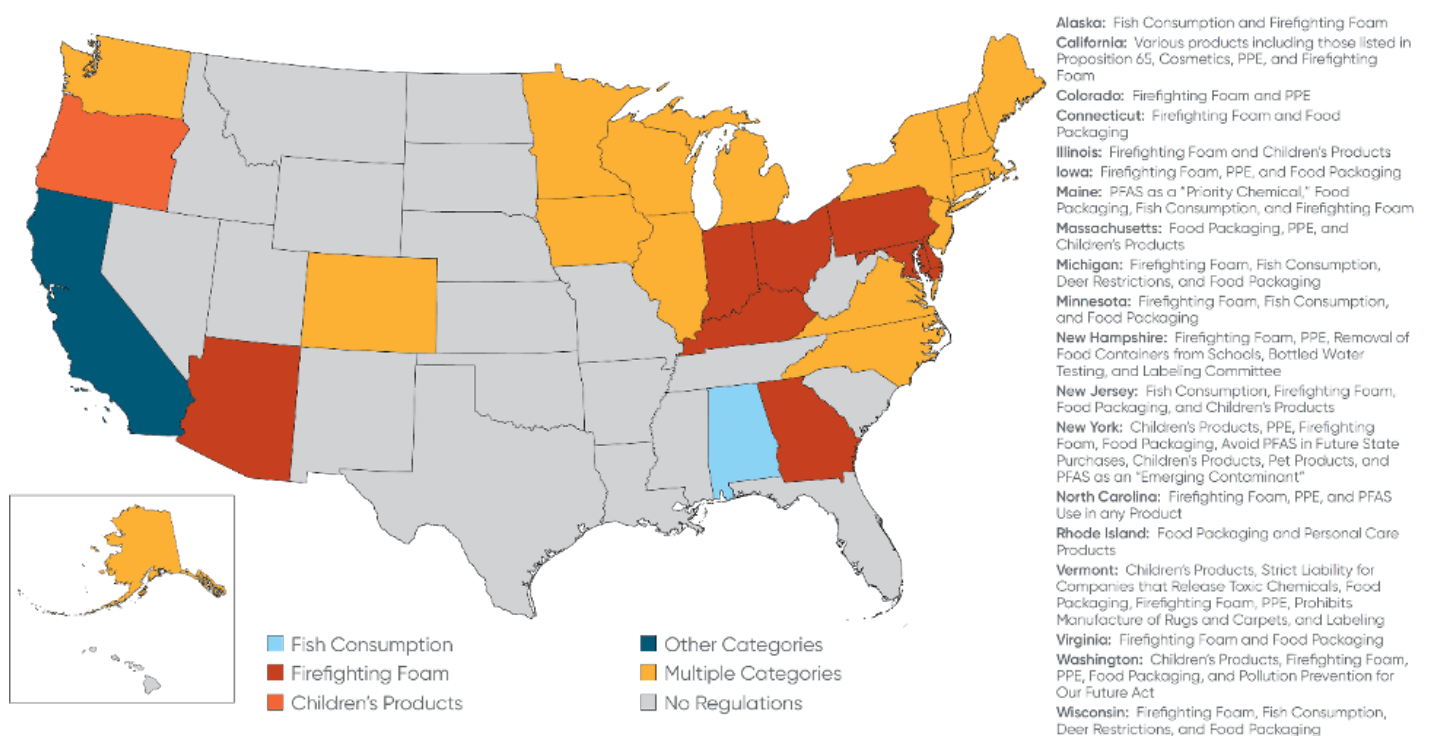 Alaska: Fish Consumption and Firefighting Foam
California: Various products including those listed in
Proposition 65, Cosmetics, PPE, and Firefighting
Foam
Colorado: Firefighting Foam and PPE
Connecticut: Firefighting Foam and Food
Packaging
Illinois: Firefighting Foam and Children's Products
Iowa: Firefighting Foam, PPE, and Food Packaging
Maine: PFAS as a "Priority Chemical," Food
Packaging, Fish Consumption, and Firefighting Foam
Massachusetts: Food Packaging, PPE, and
Children's Products
Michigan: Firefighting Foam, Fish Consumption,
Deer Restrictions, and Food Packaging
Minnesota: Firefighting Foam, Fish Consumption,
and Food Packaging
New Hampshire: Firefighting Foam, PPE, Removal of
Food Containers from Schools, Bottled Water
Testing, and Labeling Committee
New Jersey: Fish Consumption, Firefighting Foam,
Food Packaging, and Children's Products
New York: Children's Products, PPE, Firefighting
Foam, Food Packaging, Avoid PFAS in Future State
Purchases, Children's Products, Pet Products, and
PFAS as an "Emerging Contaminant"
North Carolina: Firefighting Foam, PPE, and PFAS
Use in any Product
Rhode Island: Food Packaging and Personal Care
Products
Vermont: Children's Products, Strict Liability for
Companies that Release Toxic Chemicals, Food
Packaging, Firefighting Foam, PPE, Prohibits
Manufacture of Rugs and Carpets, and Labeling
Virginia: Firefighting Foam and Food Packaging
Washington: Children's Products, Firefighting Foam,
PPE, Food Packaging, and Pollution Prevention for
Our Future Act
Wisconsin: Firefighting Foam, Fish Consumption,
Deer Restrictions, and Food Packaging
Fish Consumption
Firefighting Foam
Children's Products
Other Categories
Multiple Categories
No Regulations